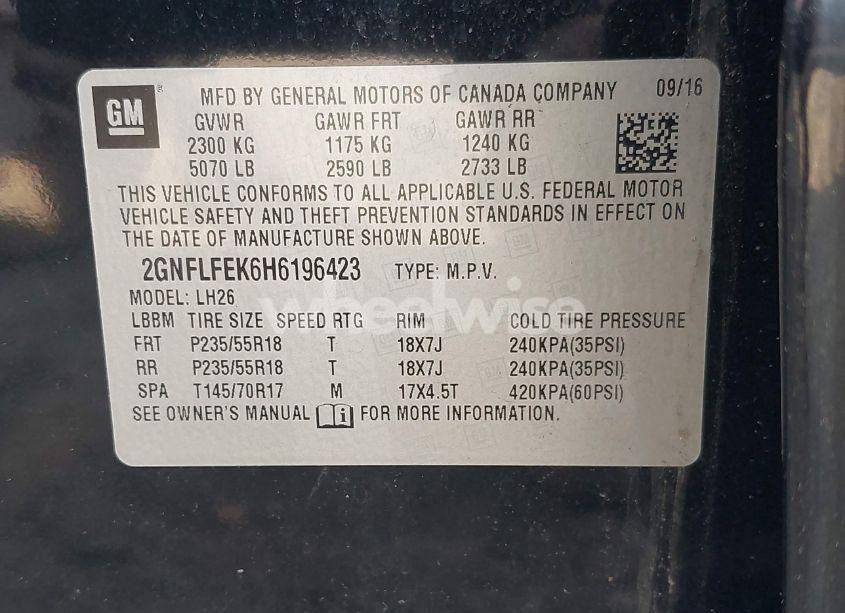 GM
MFD BY GENERAL MOTORS OF CANADA COMPANY 09/16
GVWR GAWR FRT GAWR RR
2300 KG 1175 KG 1240 KG
5070 LB 2590 LB 2733 LB
THIS VEHICLE CONFORMS TO ALL APPLICABLE U.S. FEDERAL MOTOR
VEHICLE SAFETY AND THEFT PREVENTION STANDARDS IN EFFECT ON
THE DATE OF MANUFACTURE SHOWN ABOVE.
2GNFLFEK6H6196423 TYPE: M.P.V.
MODEL: LH26
wheelwise
LBBM TIRE SIZE SPEED RTG RIM COLD TIRE PRESSURE
FRT P235/55R18 T 18X7J 240KPA(35PSI)
RR P235/55R18 T 18X7J 240KPA(35PSI)
SPA T145/70R17 M 17X4.5T 420KPA(60PSI)
SEE OWNER'S MANUAL FOR MORE INFORMATION.